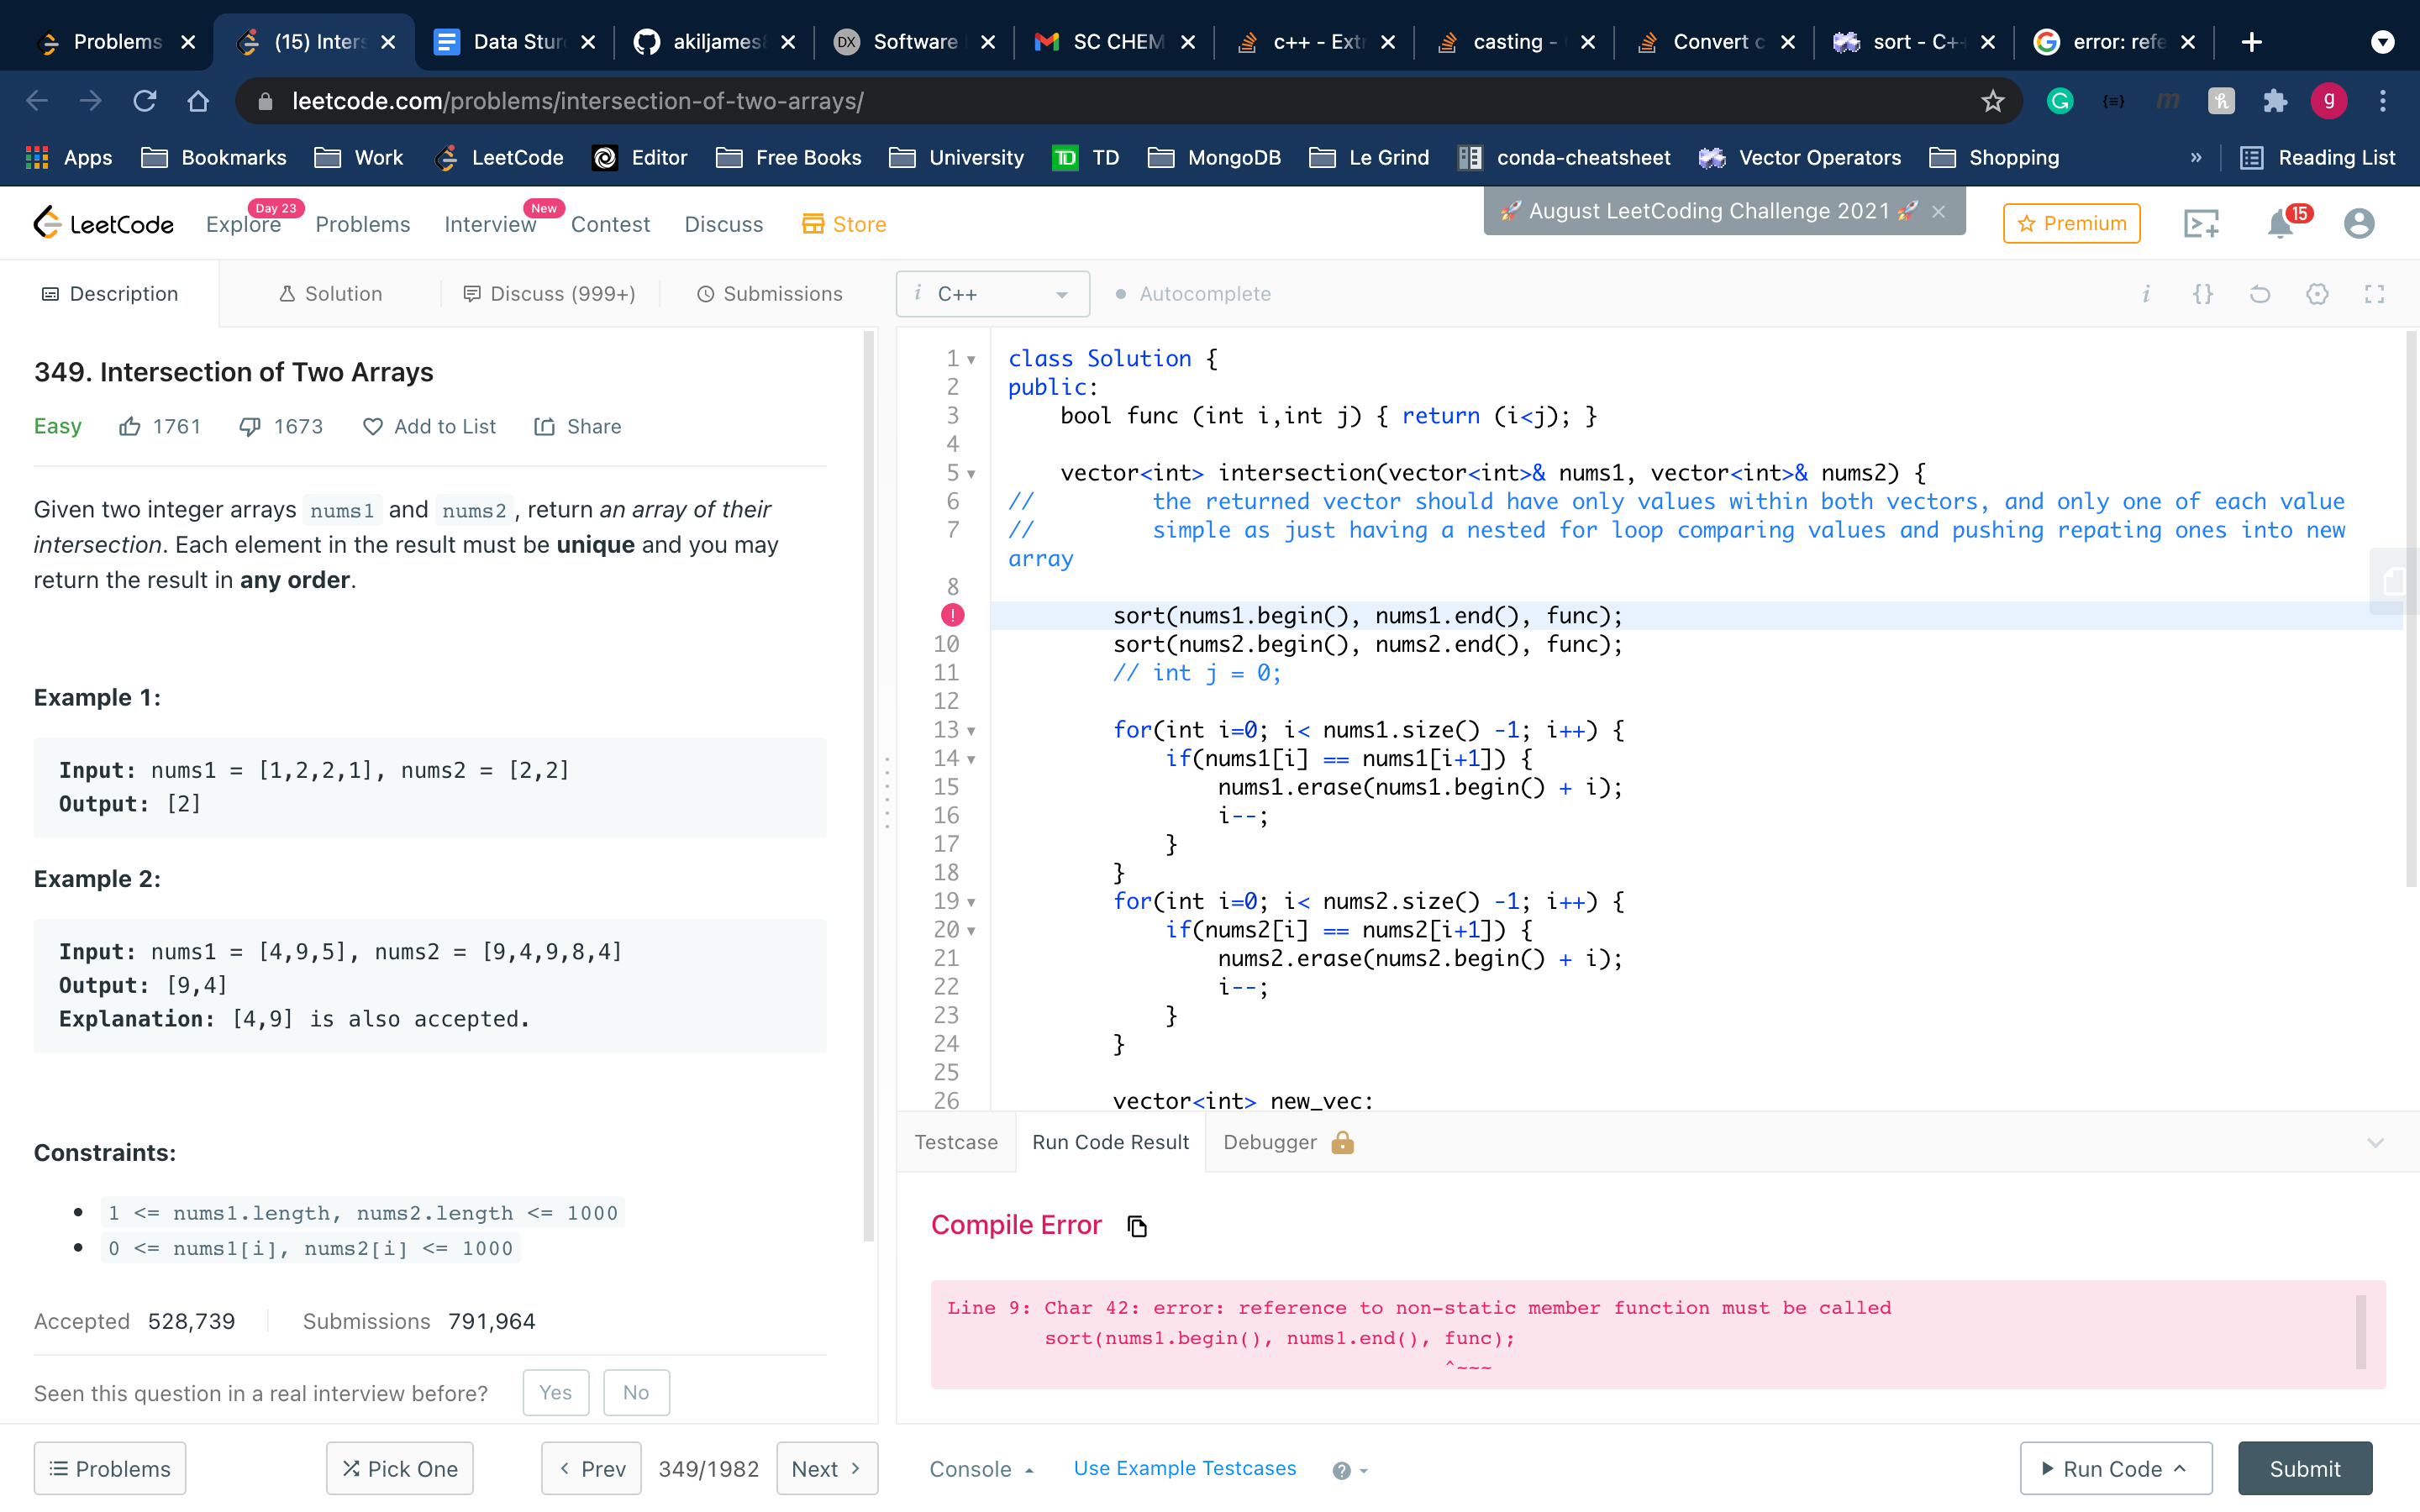 Problems
(15) Inters
Data Stur
akiljames
Software
SC CHEM
c++ - Ext
casting -
Convert c
sort - C+
error: refe
leetcode.com/problems/intersection-of-two-arrays/
g
Apps
Bookmarks
Work
LeetCode
Editor
Free Books
University
TD
MongoDB
Le Grind
conda-cheatsheet
Vector Operators
Shopping
»
Reading List
LeetCode
Explore
Day 23
Problems
Interview
New
Contest
Discuss
Store
🚀 August LeetCoding Challenge 2021 🚀
Premium
15
Description
Solution
Discuss (999+)
Submissions
i C++
Autocomplete
349. Intersection of Two Arrays
Easy 1761 1673 Add to List Share
Given two integer arrays nums1 and nums2, return an array of their
intersection. Each element in the result must be unique and you may
return the result in any order.
Example 1:
Input: nums1 = [1,2,2,1], nums2 = [2,2]
Output: [2]
Example 2:
Input: nums1 = [4,9,5], nums2 = [9,4,9,8,4]
Output: [9,4]
Explanation: [4,9] is also accepted.
Constraints:
1 <= nums1.length, nums2.length <= 1000
0 <= nums1[i], nums2[i] <= 1000
Accepted 528,739 Submissions 791,964
Seen this question in a real interview before? Yes No
Problems
Pick One
Prev
349/1982
Next
1 class Solution {
2 public:
3 bool func (int i,int j) { return (i<j); }
4
5 vector<int> intersection(vector<int>& nums1, vector<int>& nums2) {
6 // the returned vector should have only values within both vectors, and only one of each value
7 // simple as just having a nested for loop comparing values and pushing repating ones into new
array
8
! sort(nums1.begin(), nums1.end(), func);
10 sort(nums2.begin(), nums2.end(), func);
11 // int j = 0;
12
13 for(int i=0; i< nums1.size() -1; i++) {
14 if(nums1[i] == nums1[i+1]) {
15 nums1.erase(nums1.begin() + i);
16 i--;
17 }
18 }
19 for(int i=0; i< nums2.size() -1; i++) {
20 if(nums2[i] == nums2[i+1]) {
21 nums2.erase(nums2.begin() + i);
22 i--;
23 }
24 }
25
26 vector<int> new_vec;
Testcase
Run Code Result
Debugger
Compile Error
Line 9: Char 42: error: reference to non-static member function must be called
sort(nums1.begin(), nums1.end(), func);
^~~~
Console
Use Example Testcases
?
Run Code
Submit